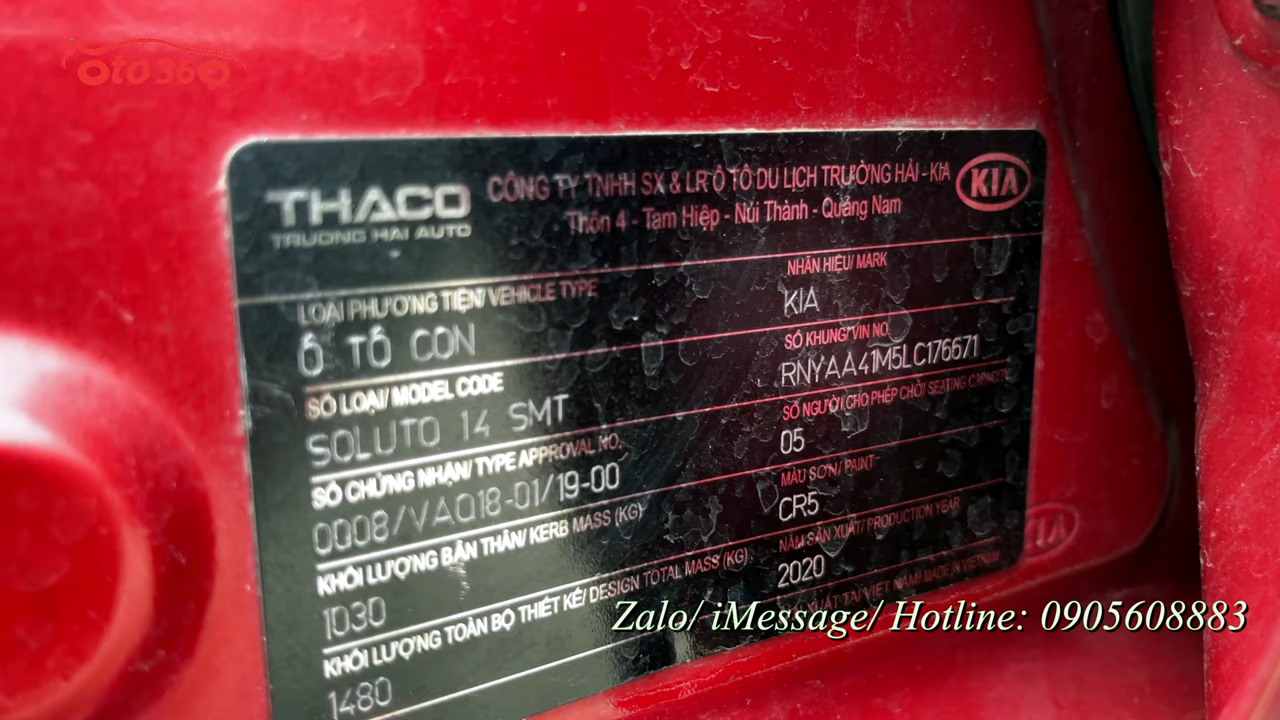 Oto360
THACO
TRUONG HAI AUTO
CÔNG TY TNHH SX & LR Ô TÔ DU LỊCH TRƯỜNG HẢI - KIA
Thôn 4 - Tam Hiệp - Núi Thành - Quảng Nam
KIA
LOẠI PHƯƠNG TIỆN/ VEHICLE TYPE
Ô TÔ CON
NHÃN HIỆU/ MARK
KIA
SỐ LOẠI/ MODEL CODE
SOLUTO 14 SMT
SỐ KHUNG/ VIN NO
RNYAA41M5LC176671
SỐ CHỨNG NHẬN/ TYPE APPROVAL NO.
0008/VAQ18-01/19-00
SỐ NGƯỜI CHO PHÉP CHỞ/ SEATING CAPACITY
05
KHỐI LƯỢNG BẢN THÂN/ KERB MASS (KG)
1030
MÀU SƠN/ PAINT
CR5
KHỐI LƯỢNG TOÀN BỘ THIẾT KẾ/ DESIGN TOTAL MASS (KG)
1480
NĂM SẢN XUẤT/ PRODUCTION YEAR
2020
XUẤT TẠI VIỆT NAM/ MADE IN VIETNAM
KIA
Zalo/ iMessage/ Hotline: 0905608883